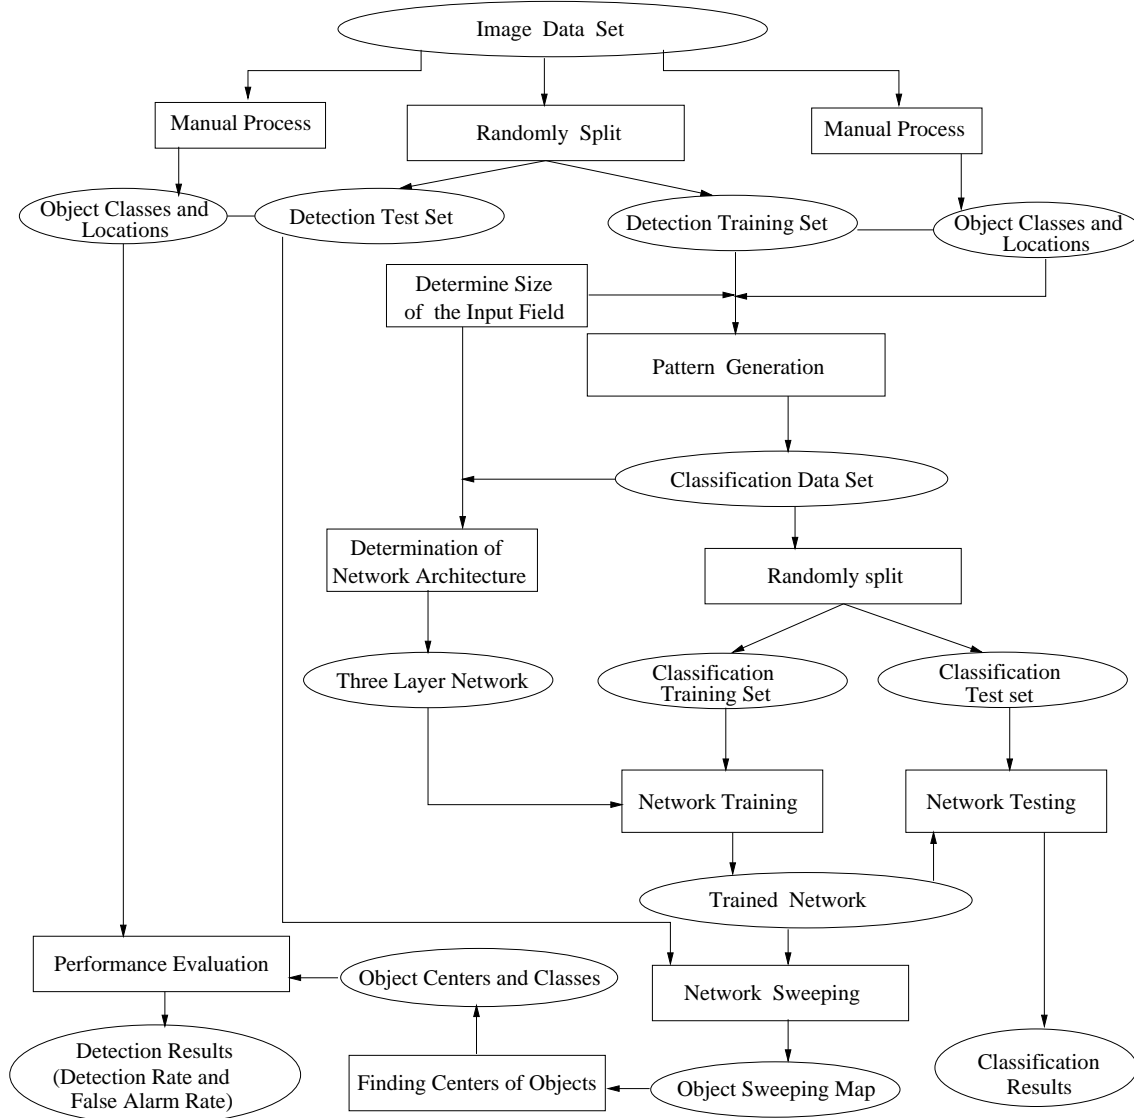 Image Data Set
Manual Process
Randomly Split
Manual Process
Object Classes and
Locations
Detection Test Set
Detection Training Set
Object Classes and
Locations
Determine Size
of the Input Field
Pattern Generation
Classification Data Set
Determination of
Network Architecture
Randomly split
Three Layer Network
Classification
Training Set
Classification
Test set
Network Training
Network Testing
Trained Network
Performance Evaluation
Object Centers and Classes
Network Sweeping
Detection Results
(Detection Rate and
False Alarm Rate)
Finding Centers of Objects
Object Sweeping Map
Classification
Results